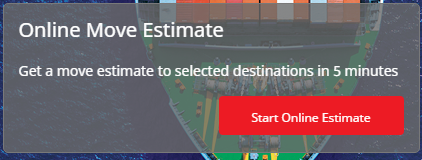 Online Move Estimate
Get a move estimate to selected destinations in 5 minutes
Start Online Estimate